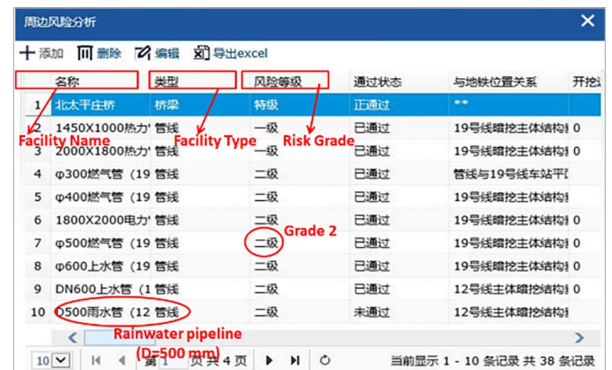 周边风险分析
添加 删除 编辑 导出excel
名称 类型 风险等级 通过状态 与地铁位置关系 开挖
1 北太平庄桥 桥梁 特级 正通过 **
2 1450X1000热力 管线 一级 已通过 19号线暗挖主体结构 0
Facility Name Facility Type Risk Grade
3 2000X1800热力 管线 一级 已通过 19号线暗挖主体结构 0
4 φ300燃气管（19 管线 二级 已通过 管线与19号线车站平
5 φ400燃气管（19 管线 二级 已通过 19号线暗挖主体结构
6 1800X2000电力 管线 二级 已通过 19号线暗挖主体结构 0
Grade 2
7 φ500燃气管（19 管线 二级 已通过 19号线暗挖主体结构 0
8 φ600上水管（19 管线 二级 已通过 19号线暗挖主体结构 0
9 DN600上水管（1 管线 二级 已通过 12号线主体暗挖结构 0
10 D500雨水管（12 管线 二级 未通过 12号线主体暗挖结构
Rainwater pipeline
(D=500 mm)
10 第 1 页共 4 页 当前显示 1 - 10 条记录 共 38 条记录